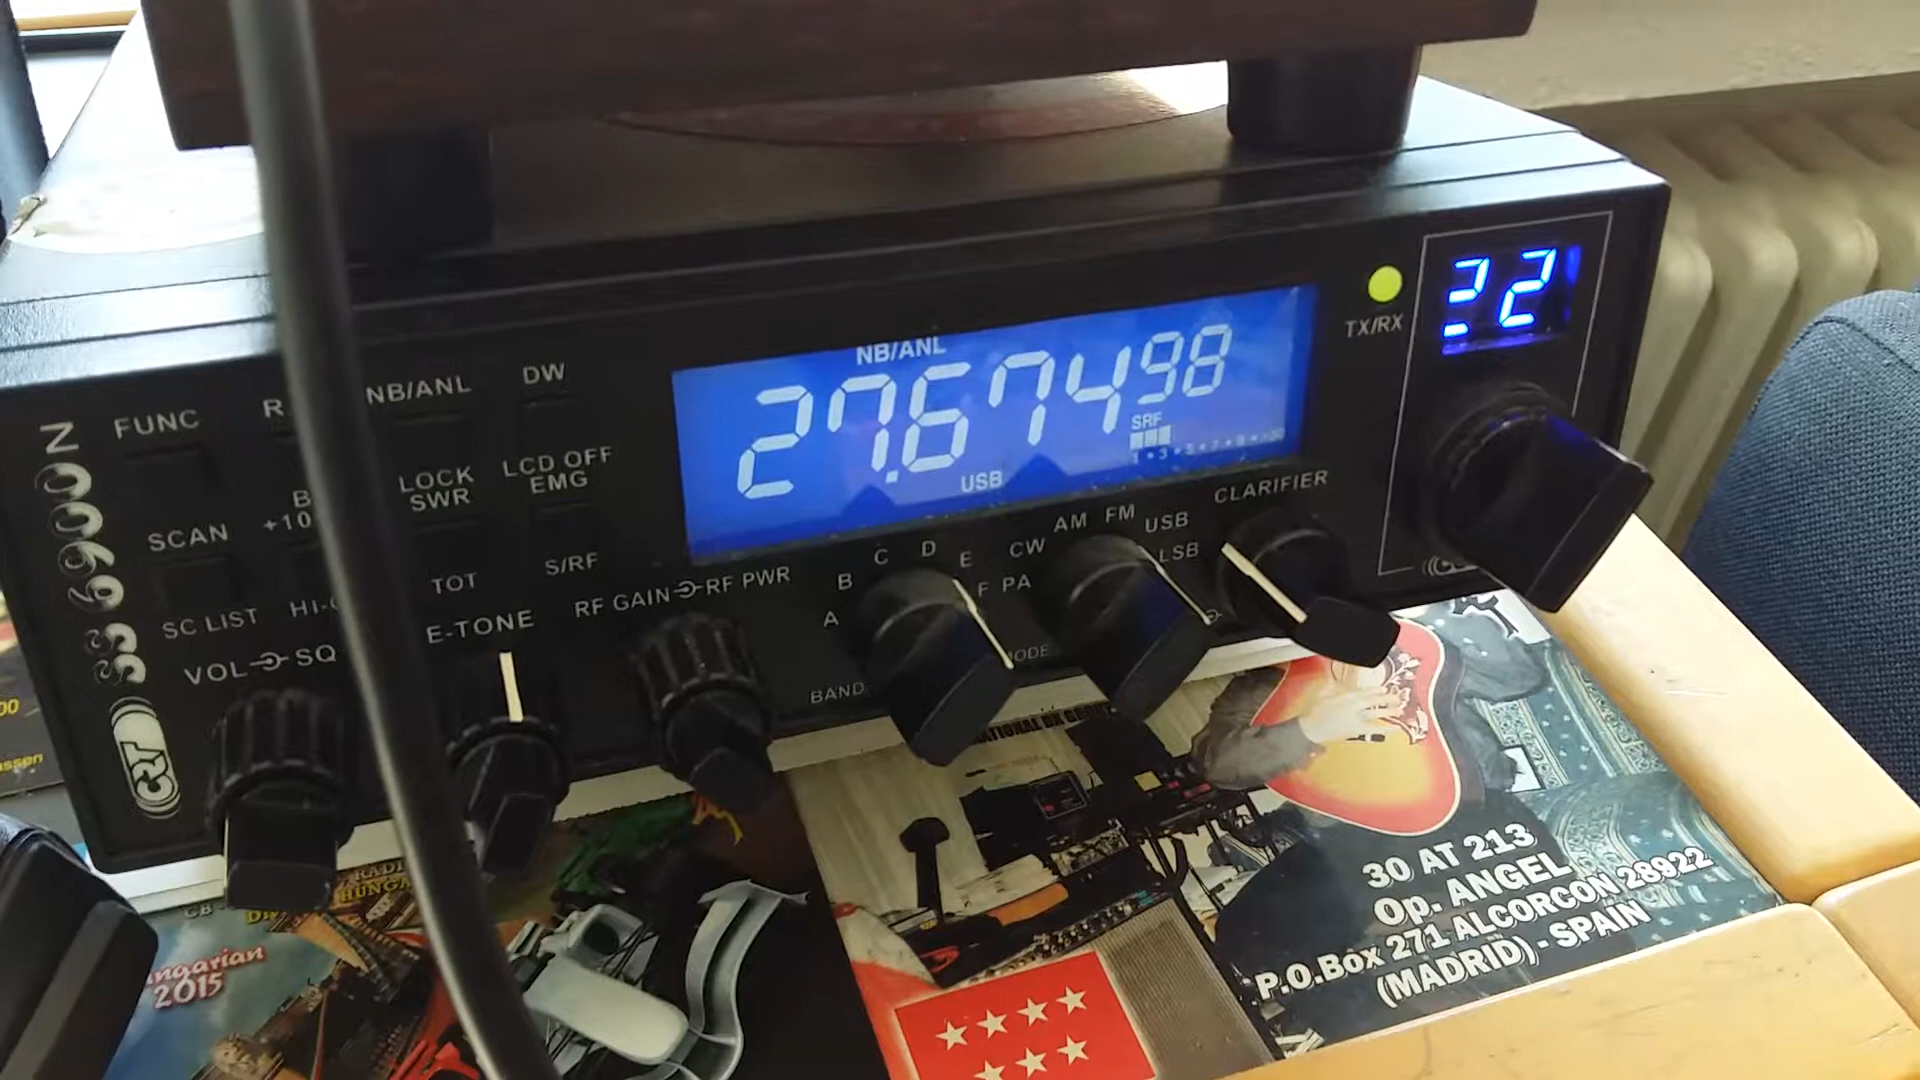 FUNC
NB/ANL
DW
NB/ANL
27.67498
SRF
USB
TX/RX
22
SCAN
LOCK
SWR
LCD OFF
EMG
SC.LIST
TOT
S/RF
VOL SQ
E-TONE
RF GAIN RF PWR
BAND
A
B
C
D
E
F
PA
CW
AM
FM
USB
LSB
CLARIFIER
SS 6900 N
CRT
30 AT 213
Op. ANGEL
P.O.Box 271 ALCORCON 28922
(MADRID) - SPAIN
2015